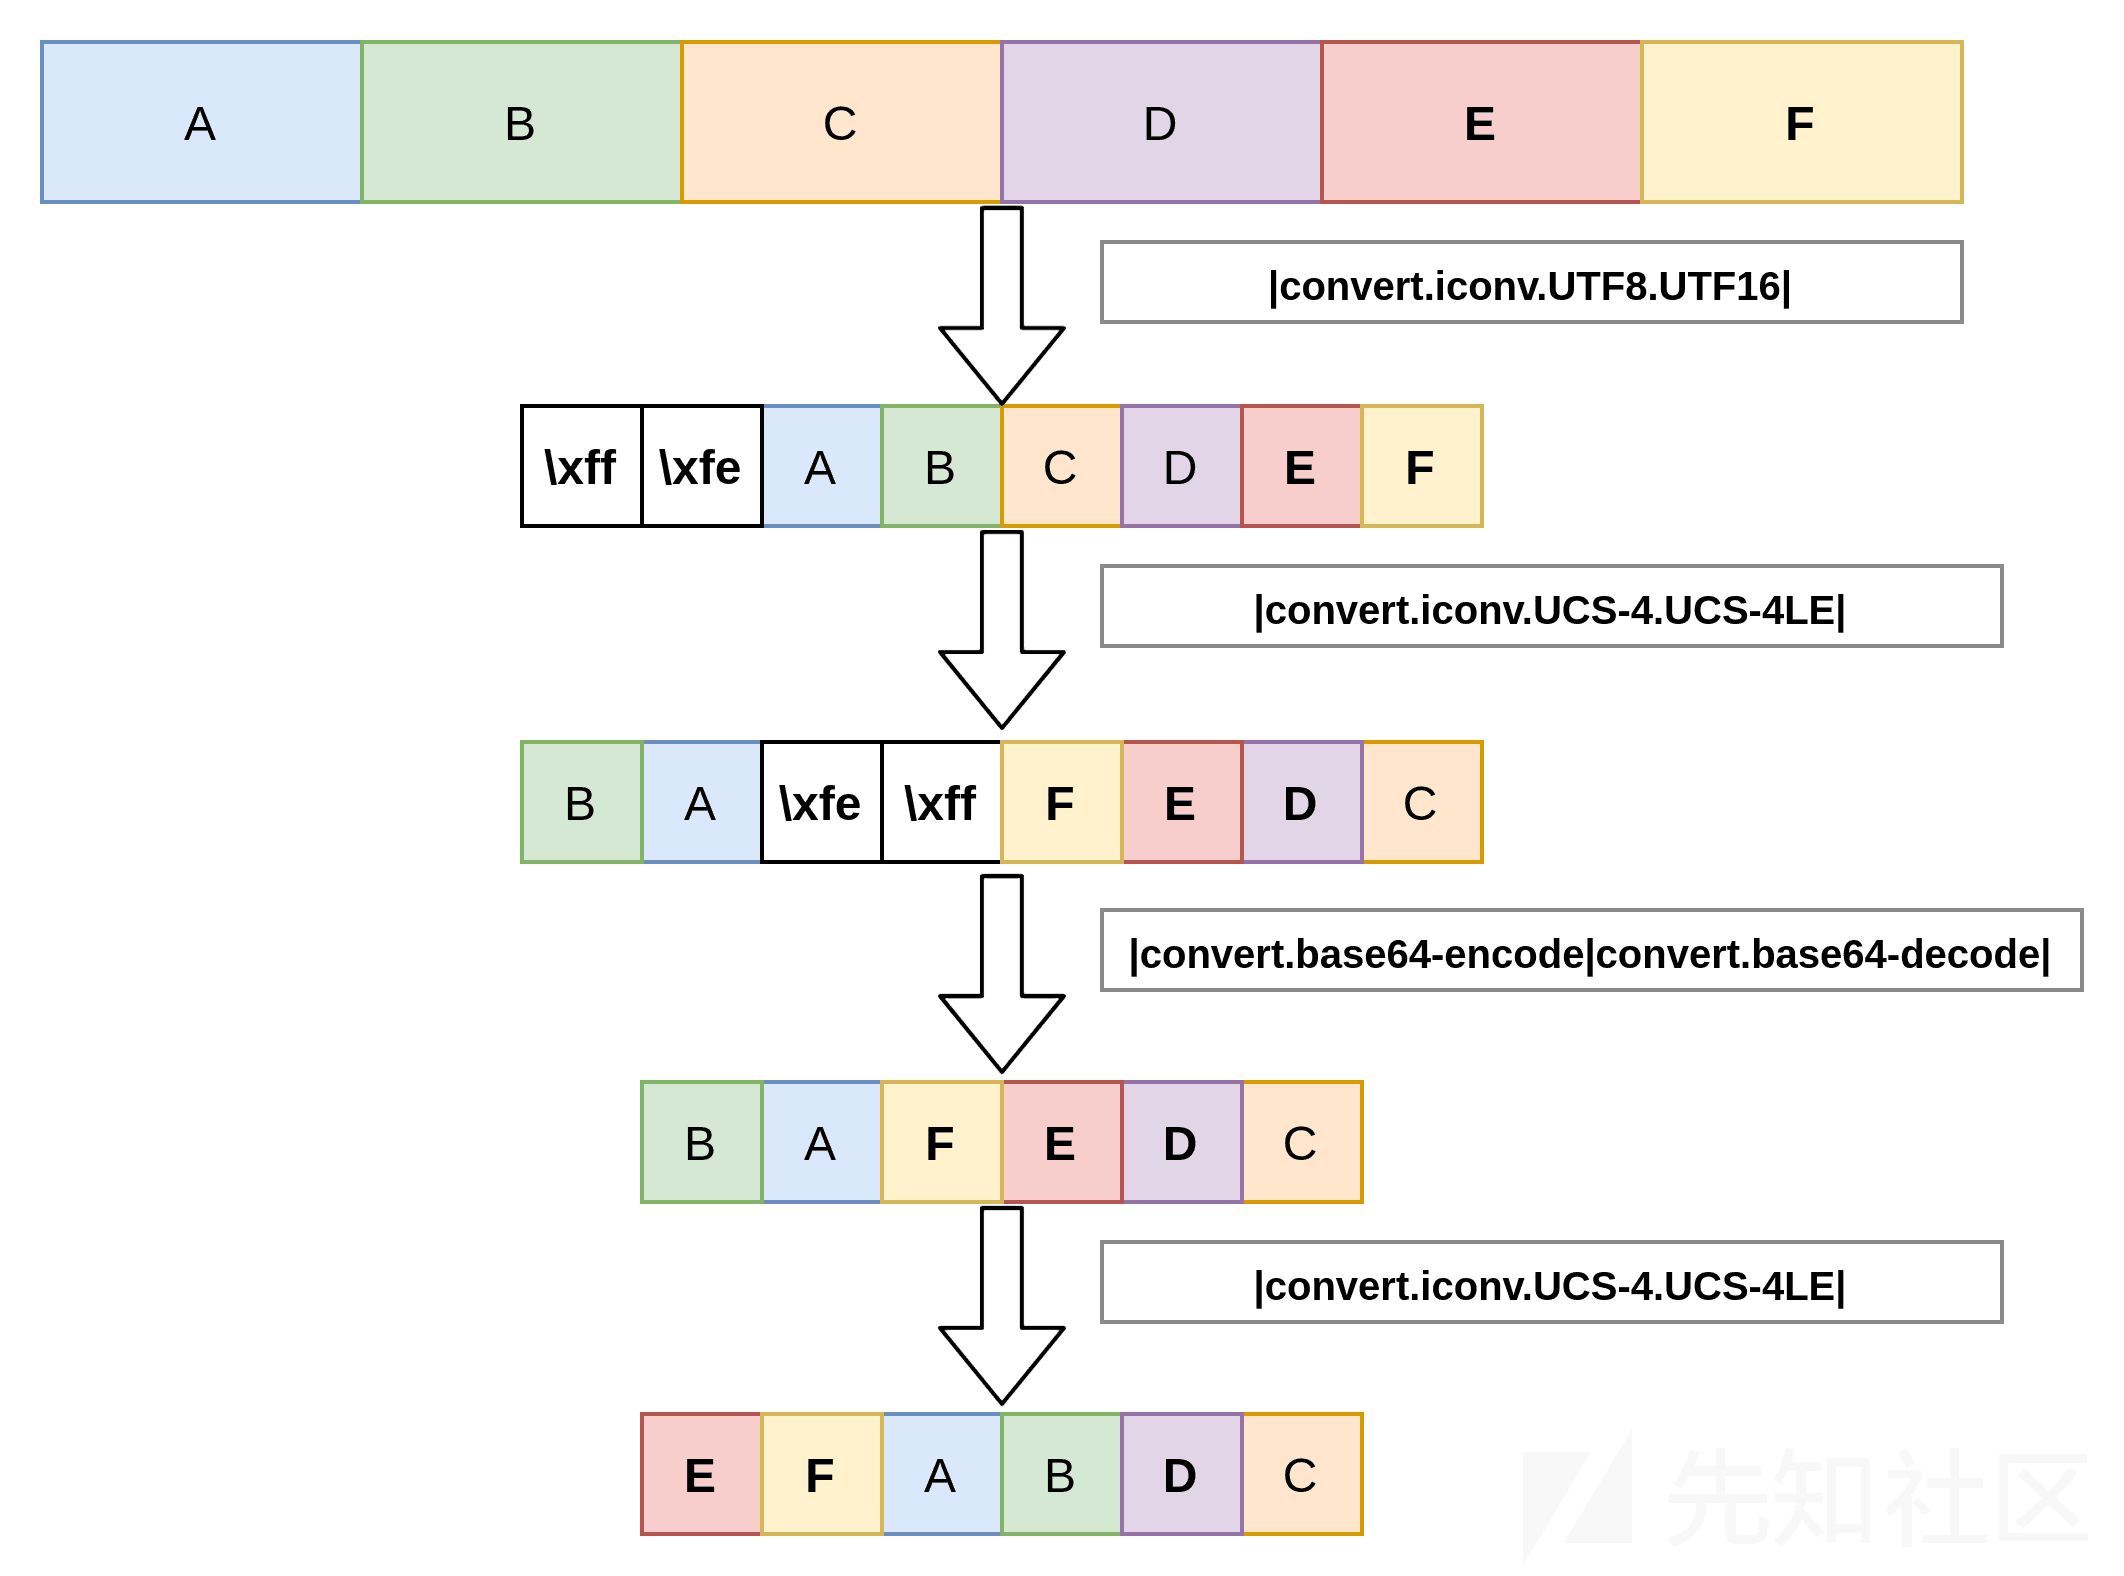 A B C D E F
|convert.iconv.UTF8.UTF16|
\xff \xfe A B C D E F
|convert.iconv.UCS-4.UCS-4LE|
B A \xfe \xff F E D C
|convert.base64-encode|convert.base64-decode|
B A F E D C
|convert.iconv.UCS-4.UCS-4LE|
E F A B D C
先知社区